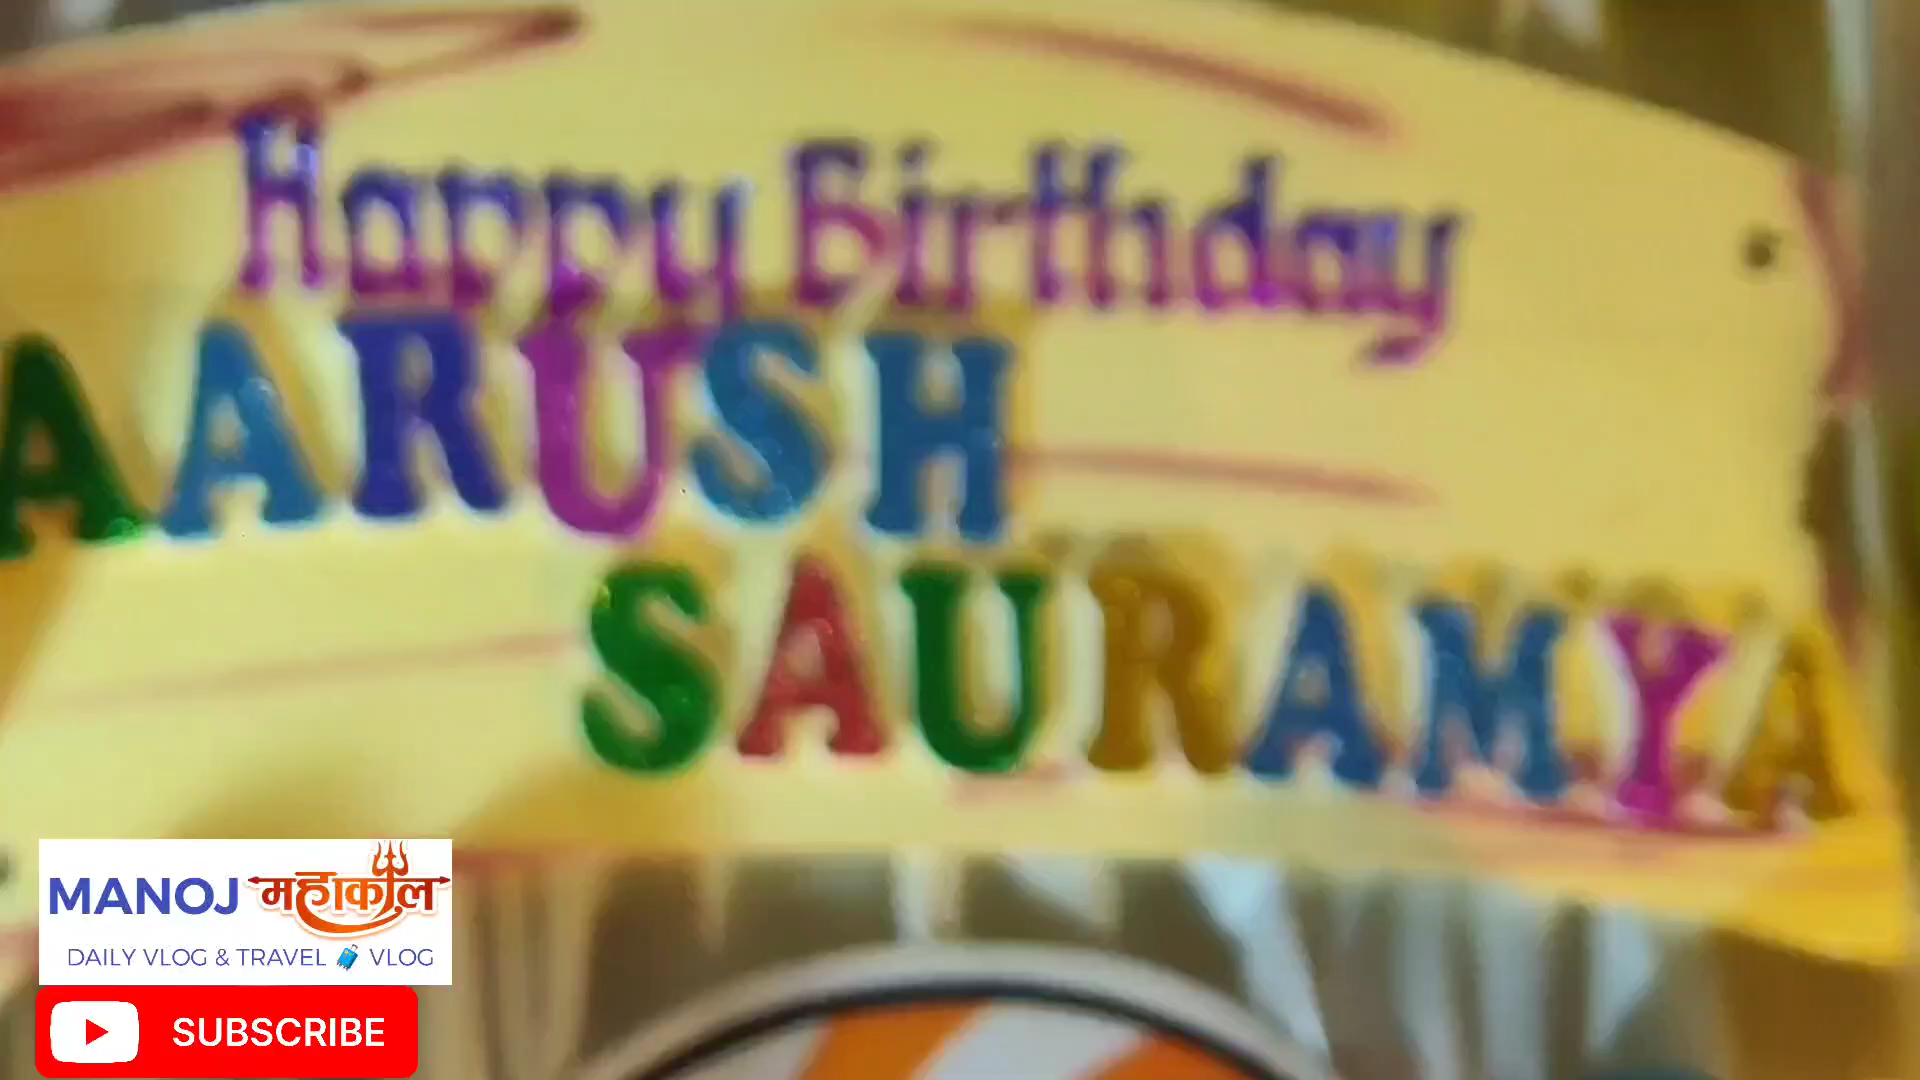 Happy Birthday
AARUSH
SAURAMYA
MANOJ महाकाल
DAILY VLOG & TRAVEL VLOG
SUBSCRIBE